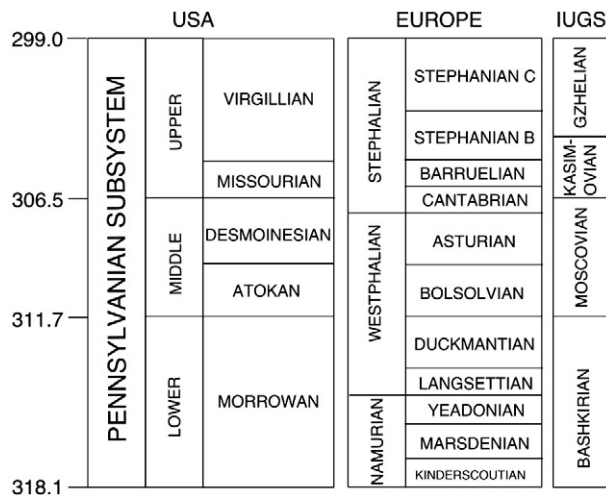 USA
EUROPE
IUGS
299.0
306.5
311.7
318.1
PENNSYLVANIAN SUBSYSTEM
UPPER
MIDDLE
LOWER
VIRGILLIAN
MISSOURIAN
DESMOINESIAN
ATOKAN
MORROWAN
STEPHALIAN
WESTPHALIAN
NAMURIAN
STEPHANIAN C
STEPHANIAN B
BARRUELIAN
CANTABRIAN
ASTURIAN
BOLSOLVIAN
DUCKMANTIAN
LANGSETTIAN
YEADONIAN
MARSDENIAN
KINDERSCOUTIAN
GZHELIAN
KASIM-
OVIAN
MOSCOVIAN
BASHKIRIAN